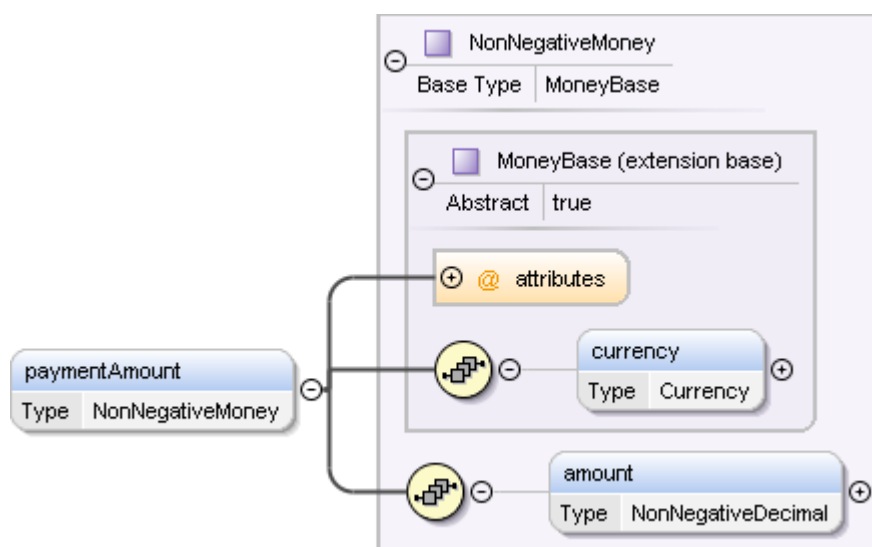 NonNegativeMoney
Base Type MoneyBase
MoneyBase (extension base)
Abstract true
@ attributes
currency
Type Currency
paymentAmount
Type NonNegativeMoney
amount
Type NonNegativeDecimal